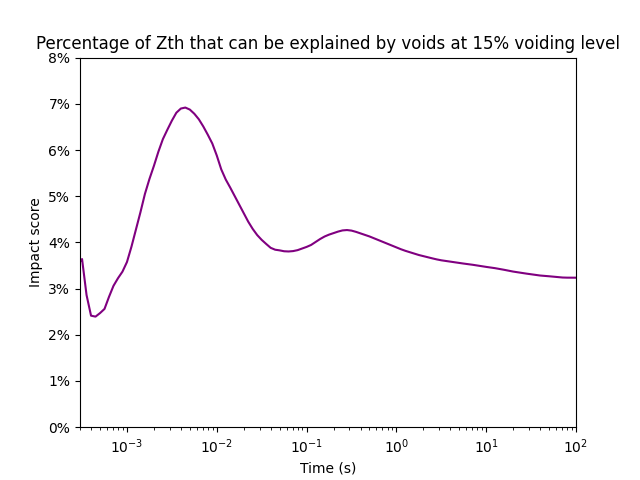 Percentage of Zth that can be explained by voids at 15% voiding level
8%
7%
6%
5%
4%
3%
2%
1%
0%
Impact score
10⁻³ 10⁻² 10⁻¹ 10⁰ 10¹ 10²
Time (s)